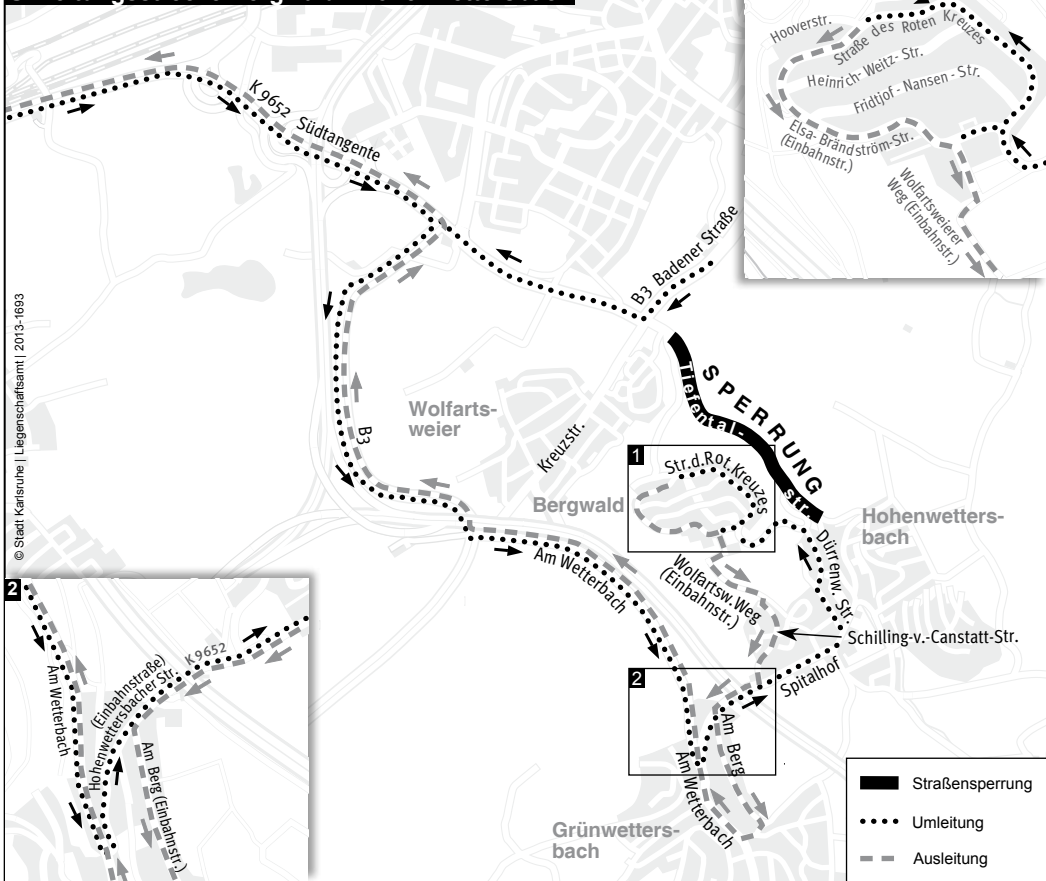 Hooverstr.
Straße des Roten Kreuzes
Heinrich-Weitz-Str.
Fridtjof-Nansen-Str.
Elsa-Brändström-Str.
(Einbahnstr.)
Wolfartsweierer
Weg (Einbahnstr.)
K 9652 Südtangente
B3 Badener Straße
SPERRUNG
Tiefental-
str.
Wolfarts-
weier
B3
Kreuzstr.
1
Str.d.Rot.Kreuzes
Bergwald
Hohenwetters-
bach
Dürrenw. Str.
Am Wetterbach
Wolfartsw.Weg
(Einbahnstr.)
Schilling-v.-Canstatt-Str.
Spitalhof
2
Am Berg
Am Wetterbach
Grünwetters-
bach
© Stadt Karlsruhe | Liegenschaftsamt | 2013-1693
2
Am Wetterbach
(Einbahnstraße)
Hohenwettersbacher Str.
K 9652
Am Berg (Einbahnstr.)
Straßensperrung
Umleitung
Ausleitung